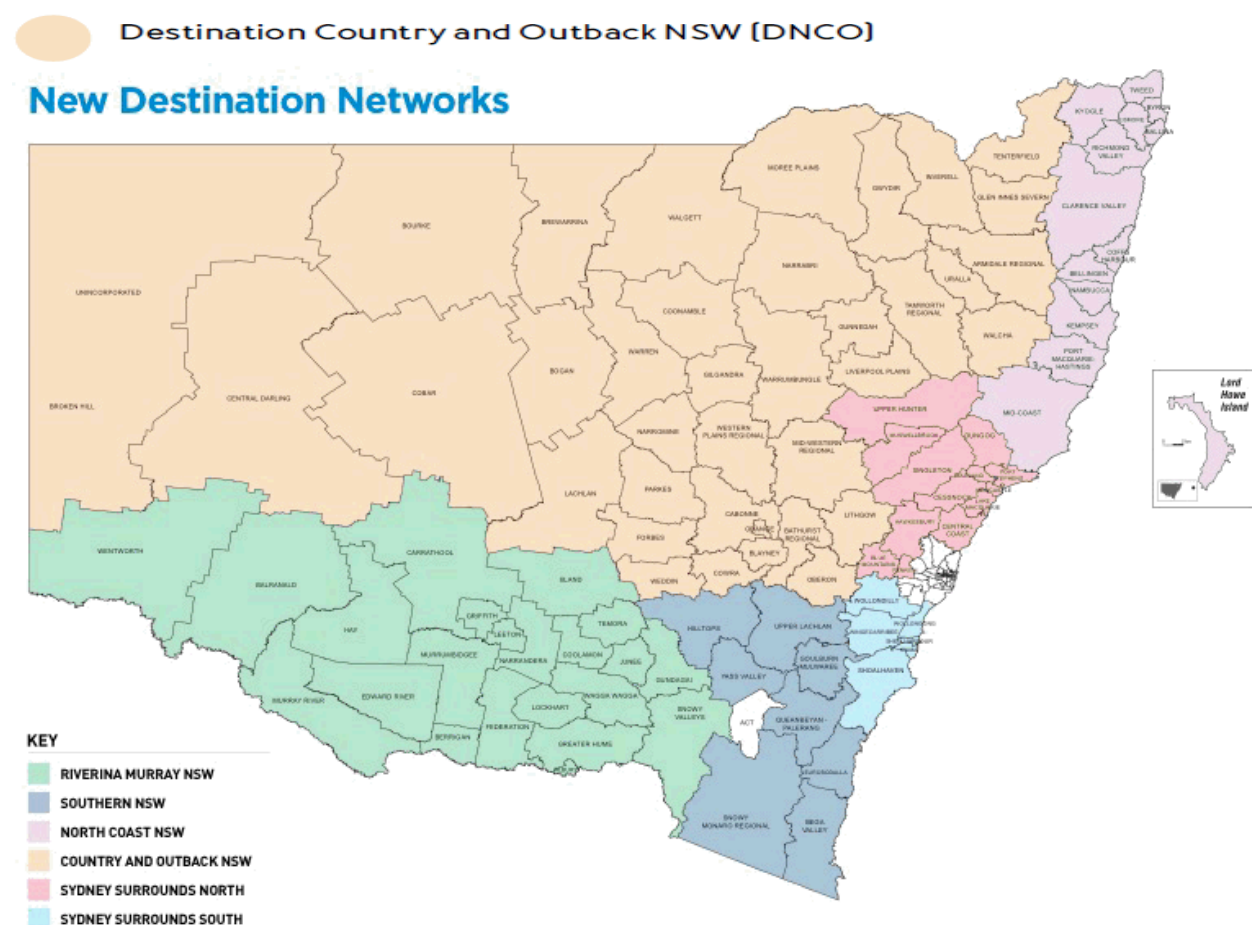 Destination Country and Outback NSW (DNCO)
New Destination Networks
TWEED
KYOGLE
BYRON
BALLINA
RICHMOND
VALLEY
MOREE PLAINS
TENTERFIELD
GWYDIR
INVERELL
GLEN INNES SEVERN
CLARENCE VALLEY
BOURKE
BREWARRINA
WALGETT
COFFS
HARBOUR
NARRABRI
ARMIDALE REGIONAL
BELLINGEN
URALLA
UNINCORPORATED
NAMBUCCA
COONAMBLE
TAMWORTH
REGIONAL
GUNNEDAH
KEMPSEY
WALCHA
WARREN
PORT
MACQUARIE-
HASTINGS
BOGAN
GILGANDRA
WARRUMBUNGLE
LIVERPOOL PLAINS
Lord
Howe
Island
COBAR
CENTRAL DARLING
BROKEN HILL
UPPER HUNTER
MID-COAST
NARROMINE
WESTERN
PLAINS REGIONAL
MID-WESTERN
REGIONAL
DUNGOG
SINGLETON
LACHLAN
PARKES
CESSNOCK
CABONNE
LITHGOW
ORANGE
BATHURST
REGIONAL
HAWKESBURY
CENTRAL
COAST
FORBES
WENTWORTH
CARRATHOOL
BLAYNEY
BLUE
MOUNTAINS
BALRANALD
BLAND
WEDDIN
COWRA
OBERON
WOLLONDILLY
GRIFFITH
TEMORA
HILLTOPS
UPPER LACHLAN
HAY
LEETON
MURRUMBIDGEE
NARRANDERA
COOLAMON
JUNEE
GOULBURN
MULWAREE
SHOALHAVEN
YASS VALLEY
GUNDAGAI
MURRAY RIVER
EDWARD RIVER
LOCKHART
WAGGA WAGGA
SNOWY
VALLEYS
ACT
QUEANBEYAN -
PALERANG
FEDERATION
BERRIGAN
GREATER HUME
KEY
RIVERINA MURRAY NSW
EUROBODALLA
SOUTHERN NSW
SNOWY
MONARO REGIONAL
BEGA
VALLEY
NORTH COAST NSW
COUNTRY AND OUTBACK NSW
SYDNEY SURROUNDS NORTH
SYDNEY SURROUNDS SOUTH